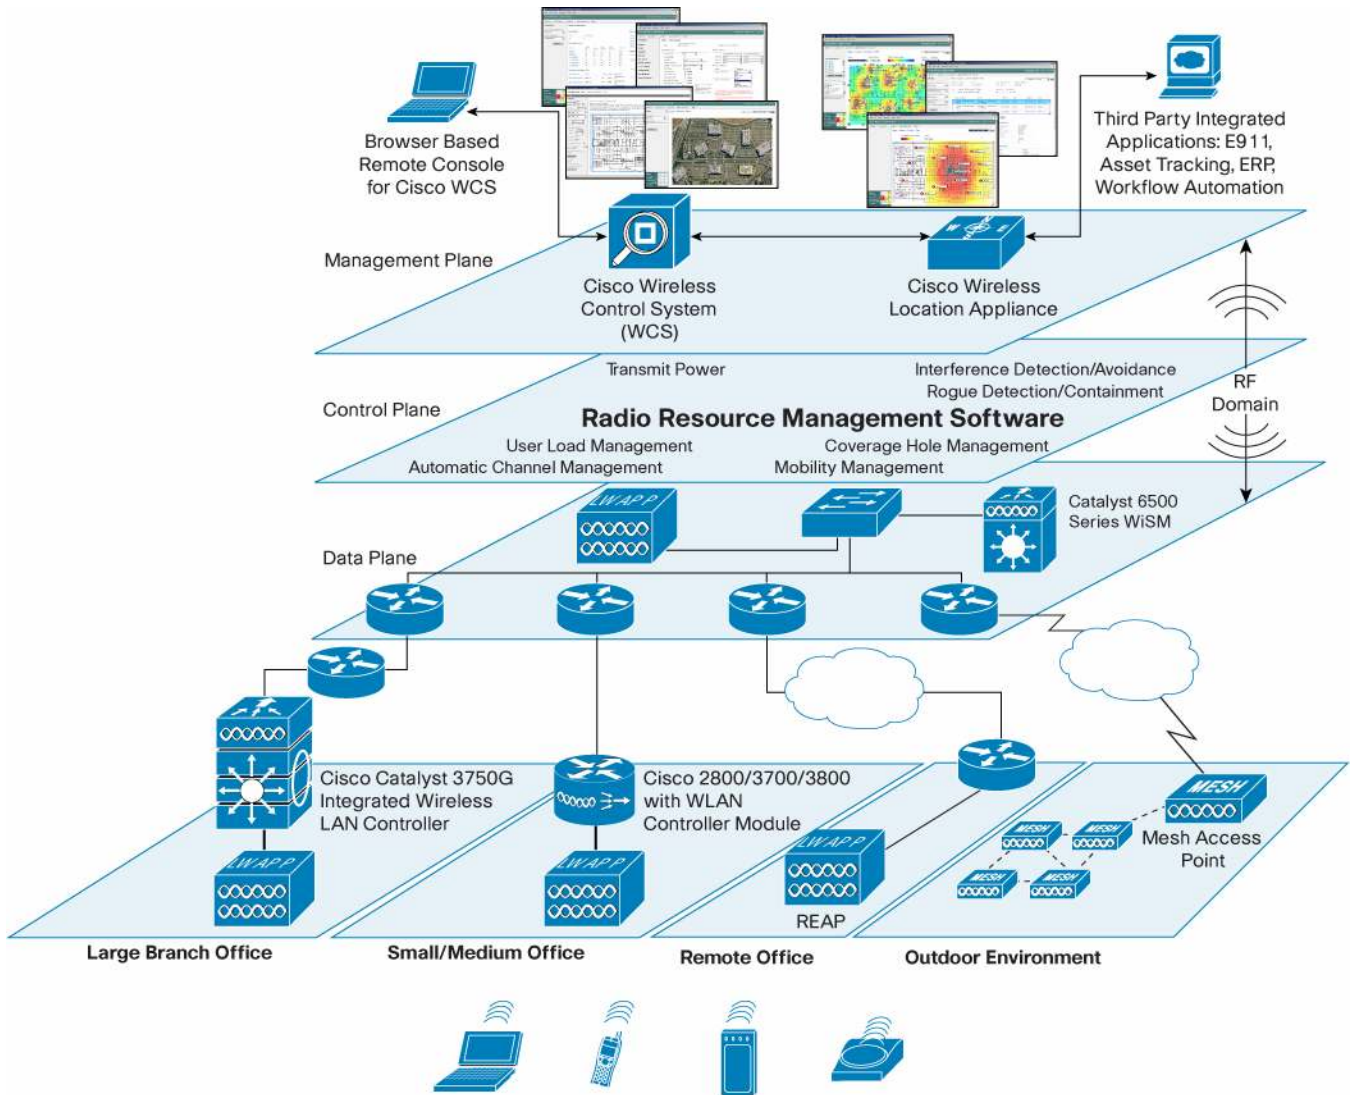 Browser Based
Remote Console
for Cisco WCS
Third Party Integrated
Applications: E911,
Asset Tracking, ERP,
Workflow Automation
Management Plane
Cisco Wireless
Control System
(WCS)
Cisco Wireless
Location Appliance
Transmit Power
Interference Detection/Avoidance
Rogue Detection/Containment
RF
Domain
Control Plane
Radio Resource Management Software
User Load Management
Coverage Hole Management
Automatic Channel Management
Mobility Management
LWAPP
Catalyst 6500
Series WiSM
Data Plane
Cisco Catalyst 3750G
Integrated Wireless
LAN Controller
Cisco 2800/3700/3800
with WLAN
Controller Module
MESH
MESH
MESH
MESH
MESH
Mesh Access
Point
LWAPP
LWAPP
LWAPP
REAP
Large Branch Office
Small/Medium Office
Remote Office
Outdoor Environment